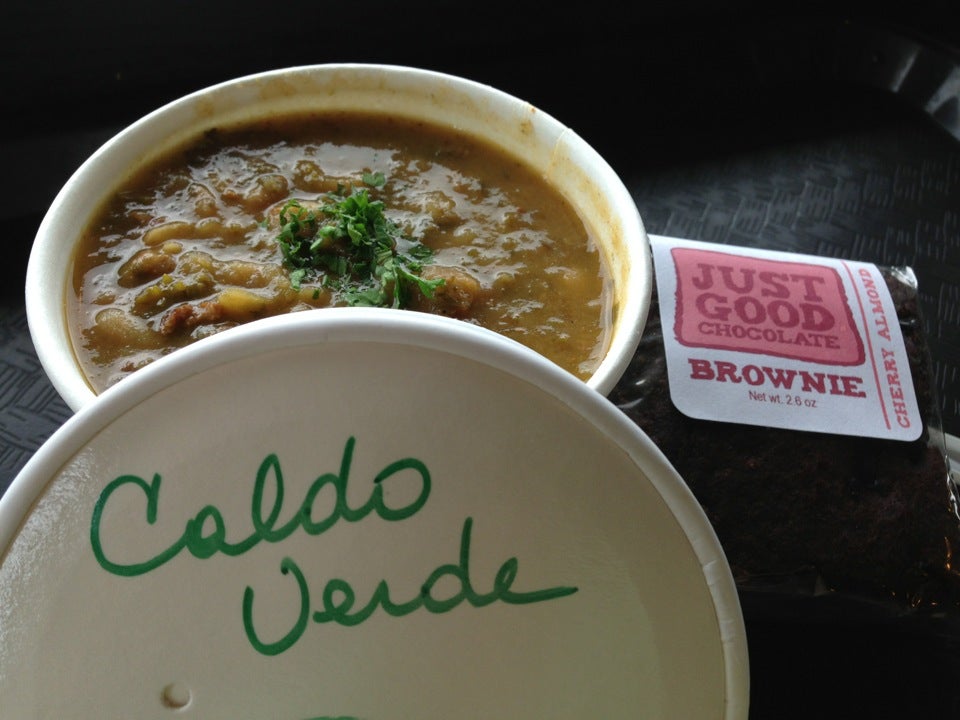 JUST
GOOD
CHOCOLATE
BROWNIE
Net wt. 2.6 oz
CHERRY ALMOND
Caldo
Verde